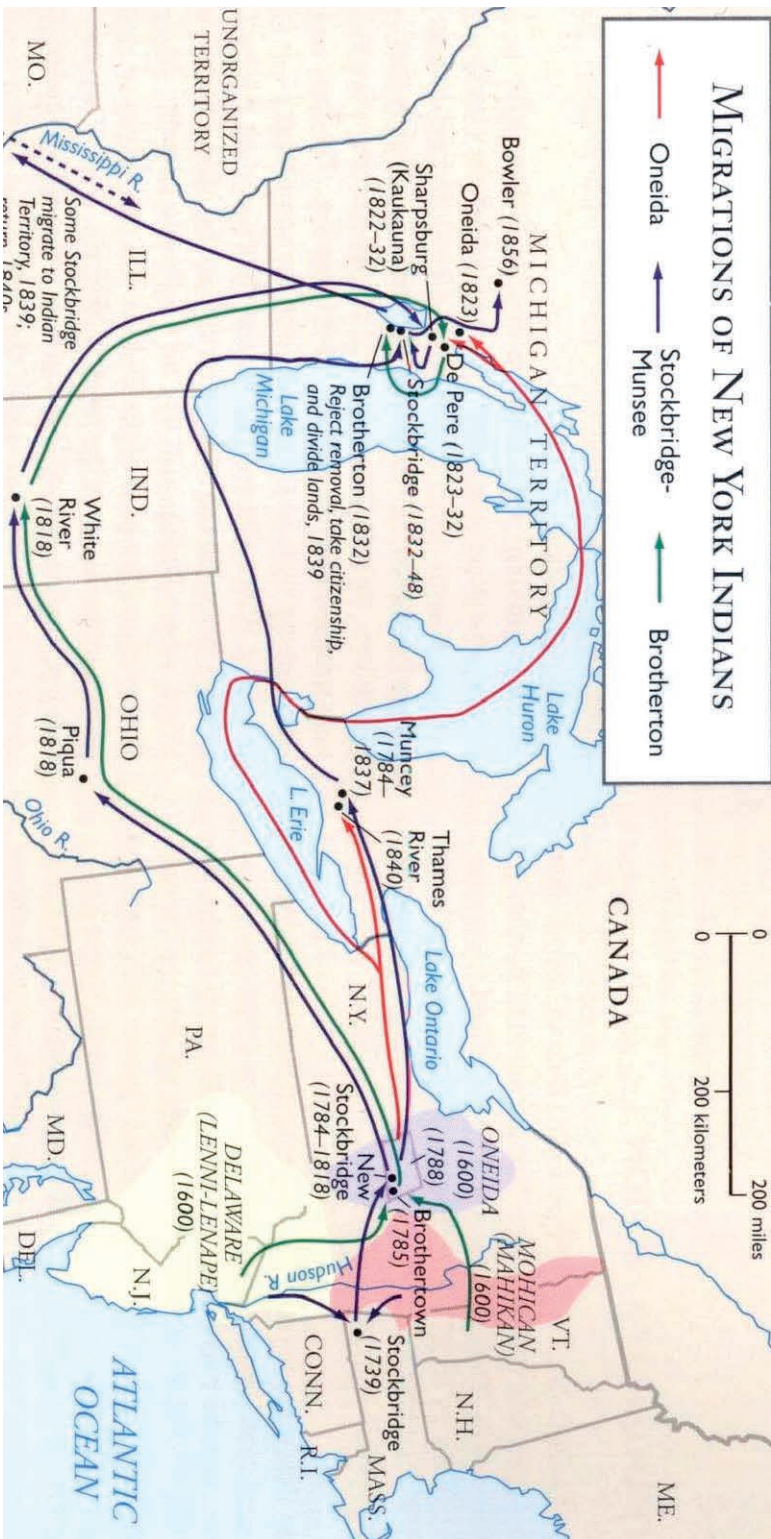 MIGRATIONS OF NEW YORK INDIANS
Oneida
Stockbridge-
Munsee
Brotherton
UNORGANIZED
TERRITORY
MO.
Mississippi R.
ILL.
Some Stockbridge
migrate to Indian
Territory, 1839;
return 1840s
MICHIGAN TERRITORY
Bowler (1856)
Oneida (1823)
Sharpsburg
(Kaukauna)
(1822–32)
De Pere (1823–32)
Stockbridge (1832–48)
Brotherton (1832)
Reject removal, take citizenship,
and divide lands, 1839
Lake
Michigan
IND.
White
River
(1818)
Lake
Huron
OHIO
Piqua
(1818)
Ohio R.
L. Erie
Muncey
(1784–
1837)
Thames
River
(1840)
CANADA
0
200 miles
0
200 kilometers
Lake Ontario
N.Y.
PA.
MD.
DEL.
N.J.
New
Stockbridge
(1784–1818)
Brothertown
(1785)
ONEIDA
(1600)
(1788)
DELAWARE
(LENNI-LENAPE)
(1600)
Hudson R.
MOHICAN
(MAHIKAN)
(1600)
VT.
N.H.
ME.
Stockbridge
(1739)
MASS.
CONN.
R.I.
ATLANTIC
OCEAN